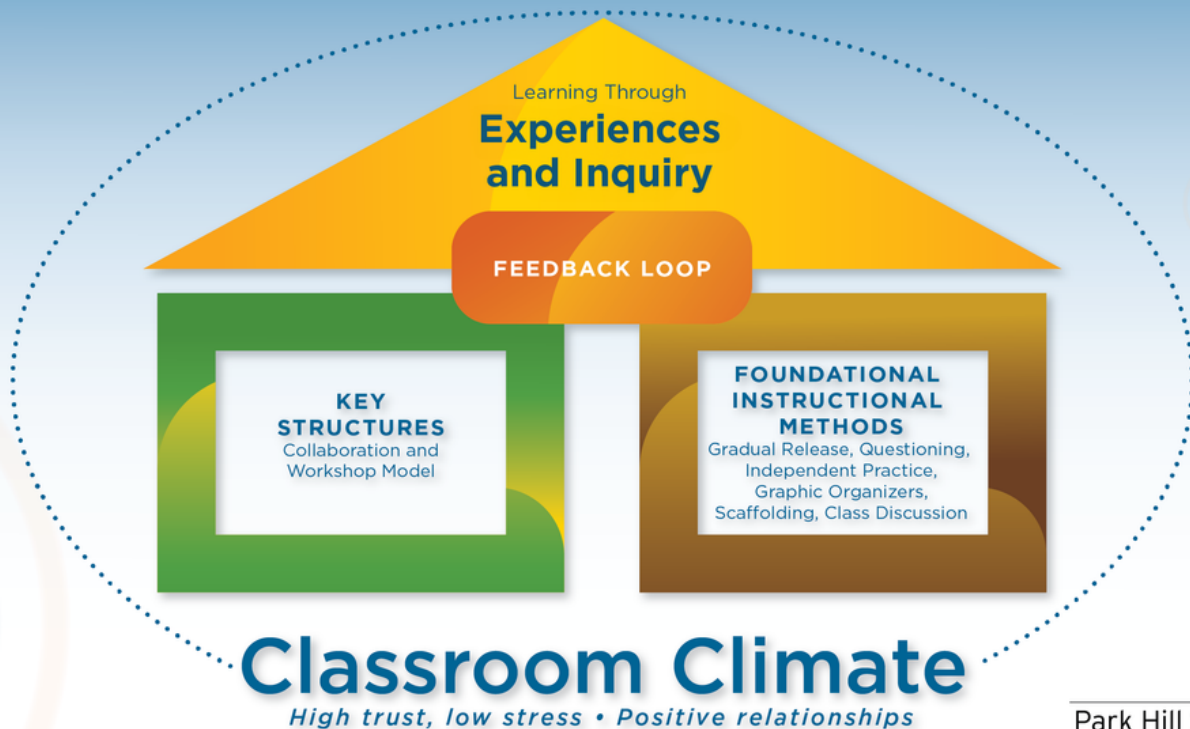 Learning Through
Experiences
and Inquiry
FEEDBACK LOOP
KEY
STRUCTURES
Collaboration and
Workshop Model
FOUNDATIONAL
INSTRUCTIONAL
METHODS
Gradual Release, Questioning,
Independent Practice,
Graphic Organizers,
Scaffolding, Class Discussion
Classroom Climate
High trust, low stress • Positive relationships
Park Hill